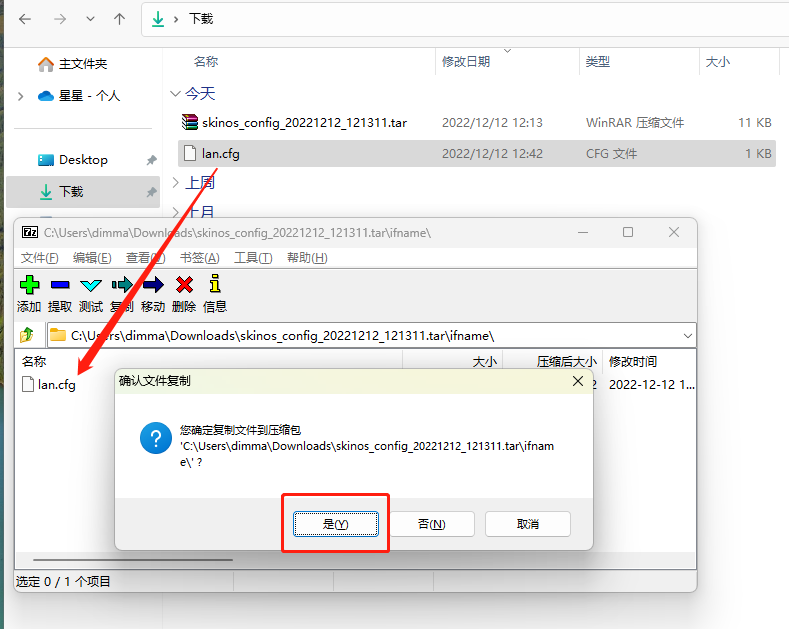 下载
主文件夹
星星 - 个人
Desktop
下载
名称 修改日期 类型 大小
今天
skinos_config_20221212_121311.tar 2022/12/12 12:13 WinRAR 压缩文件 11 KB
lan.cfg 2022/12/12 12:42 CFG 文件 1 KB
上周
上月
C:\Users\dimma\Downloads\skinos_config_20221212_121311.tar\ifname\
文件(F) 编辑(E) 查看(V) 书签(A) 工具(T) 帮助(H)
添加 提取 测试 复制 移动 删除 信息
C:\Users\dimma\Downloads\skinos_config_20221212_121311.tar\ifname\
名称 大小 压缩后大小 修改时间
lan.cfg 2 2022-12-12 1...
确认文件复制
您确定复制文件到压缩包
'C:\Users\dimma\Downloads\skinos_config_20221212_121311.tar\ifnam
e\' ?
是(Y) 否(N) 取消
选定 0 / 1 个项目